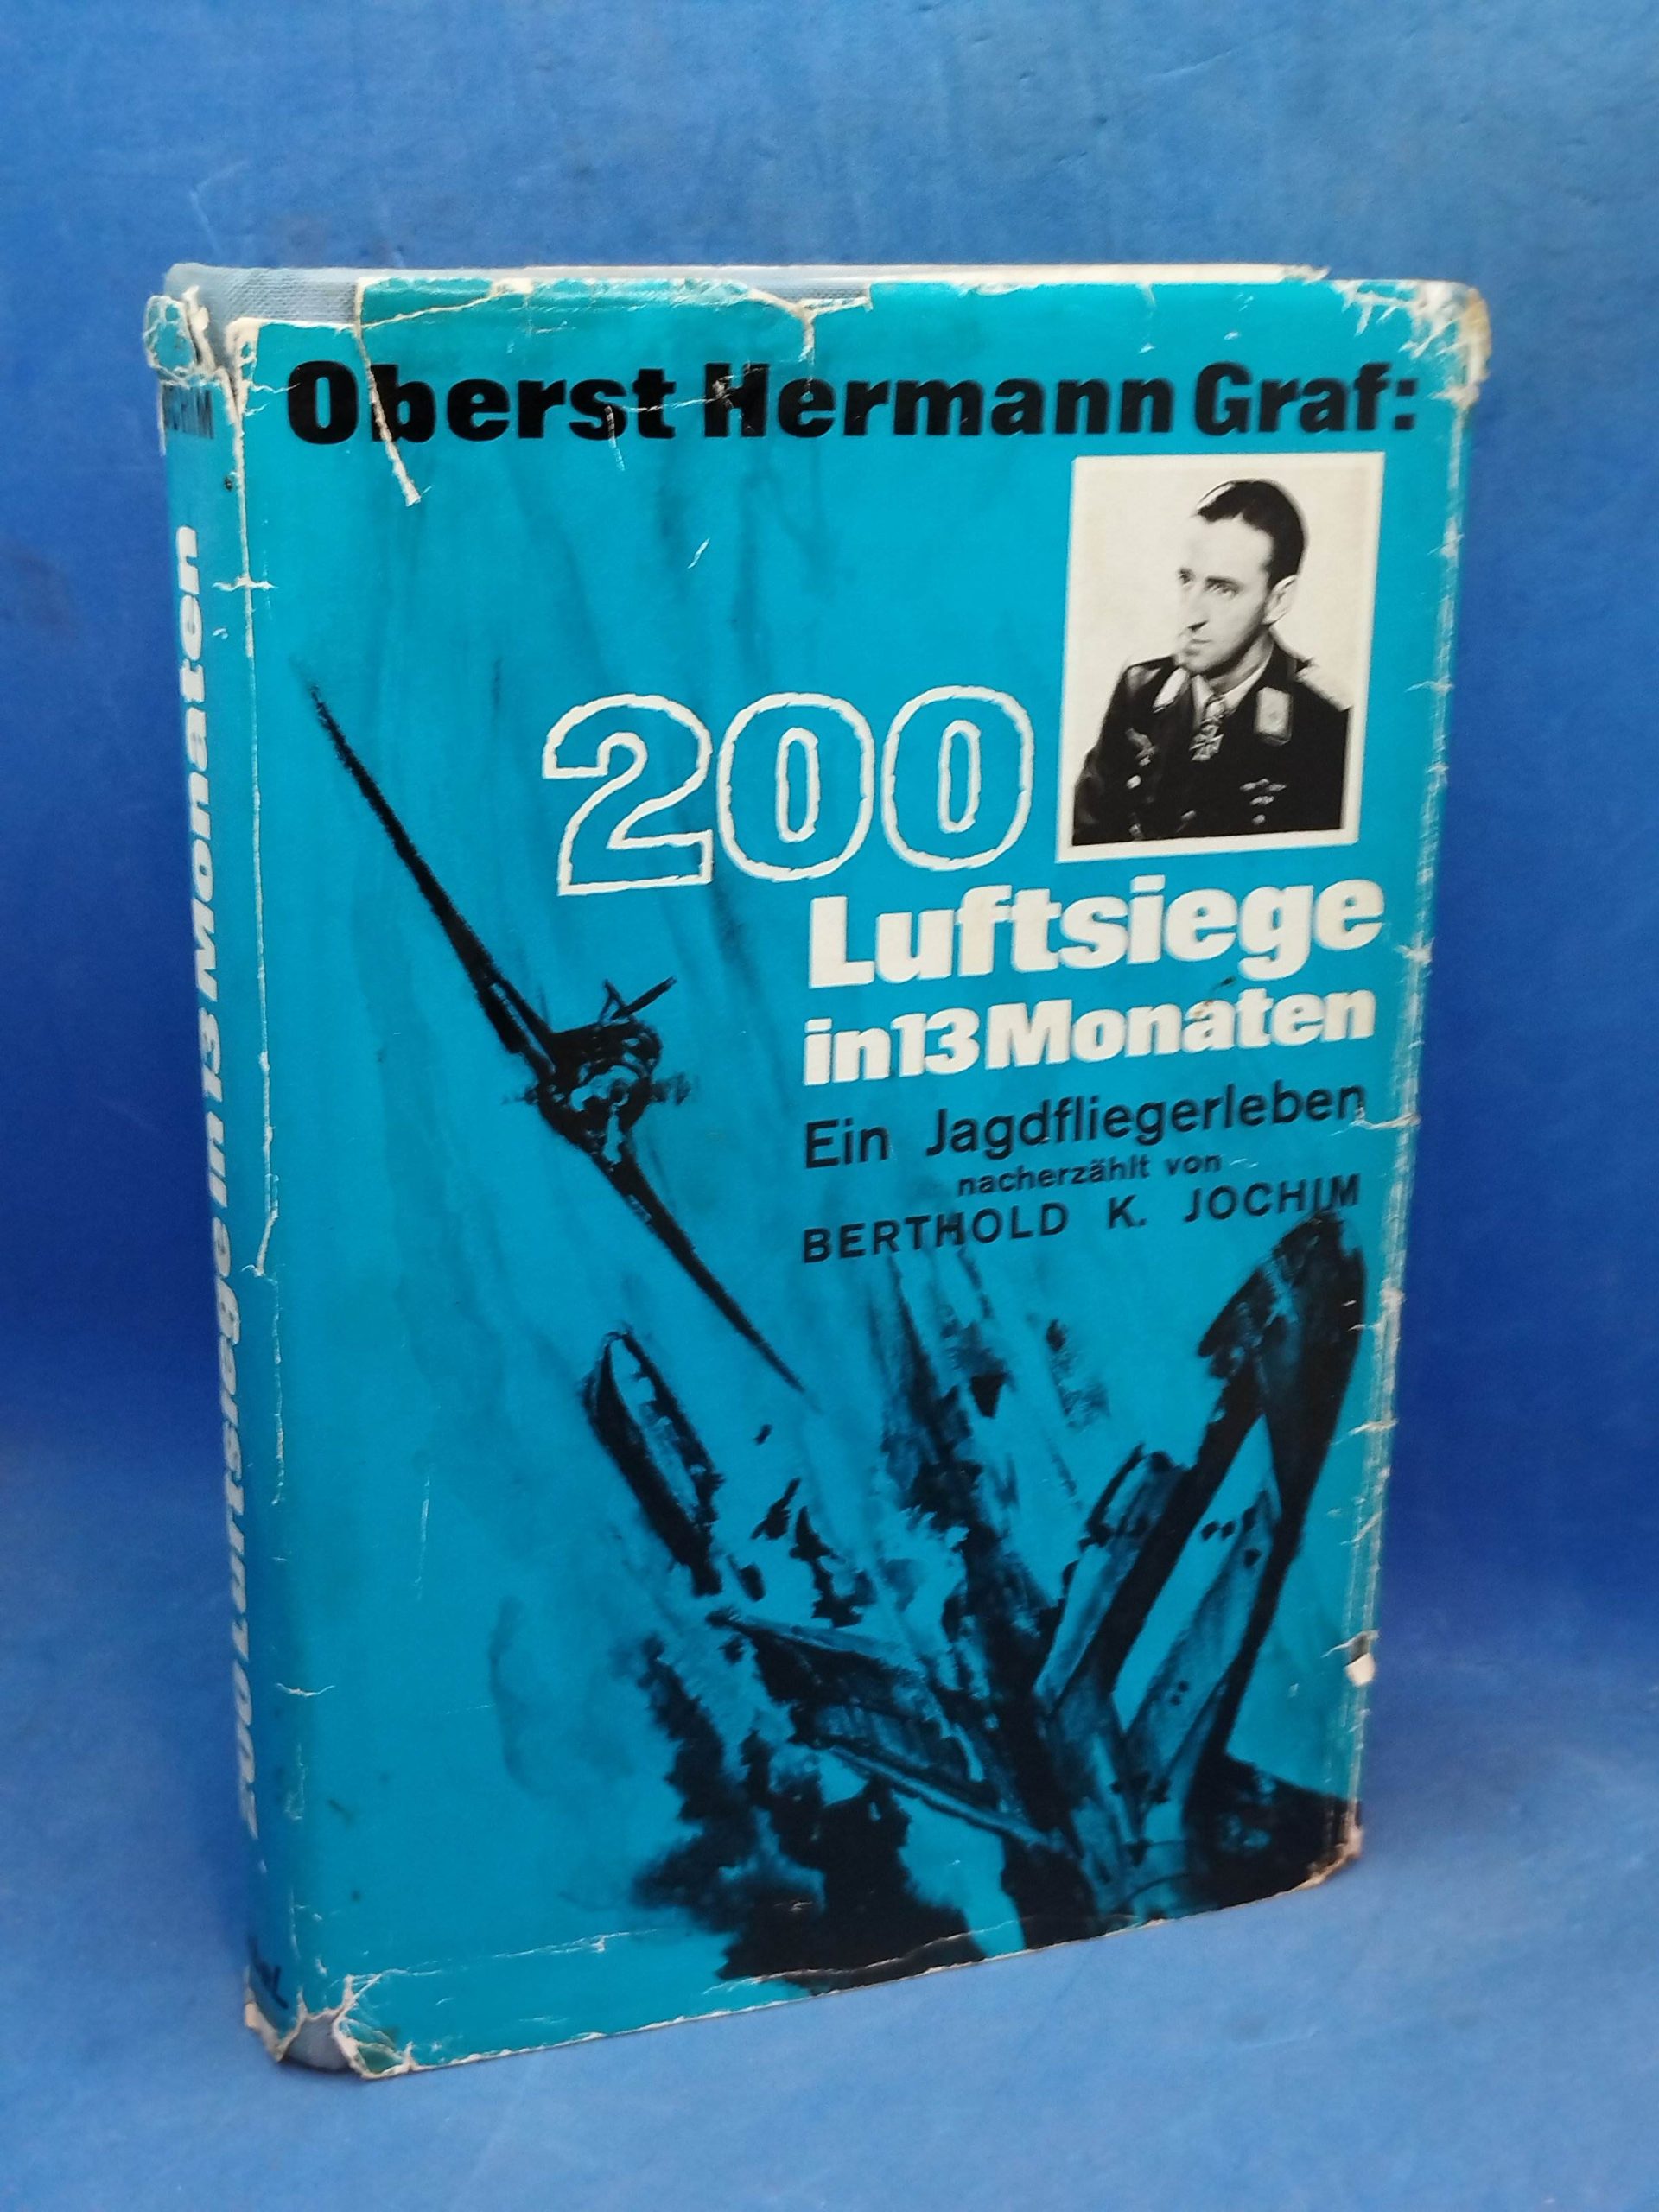 Oberst Hermann Graf:
200
Luftsiege
in 13 Monaten
Ein Jagdfliegerleben
nacherzählt von
BERTHOLD K. JOCHIM
200 Luftsiege in 13 Monaten